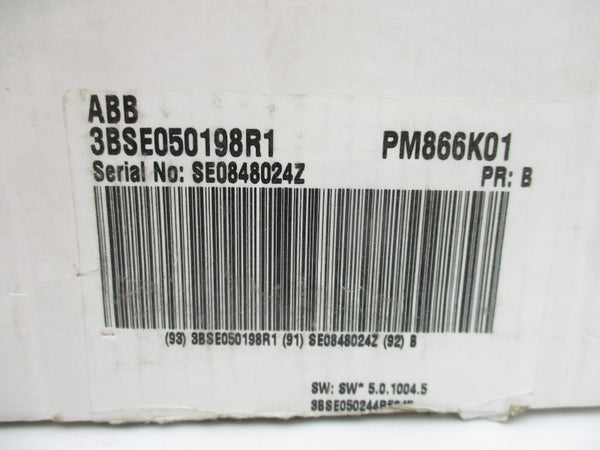 ABB
3BSE050198R1 PM866K01
Serial No: SE0848024Z PR: B
(93) 3BSE050198R1 (91) SE0848024Z (92) B
SW: SW* 5.0.1004.5